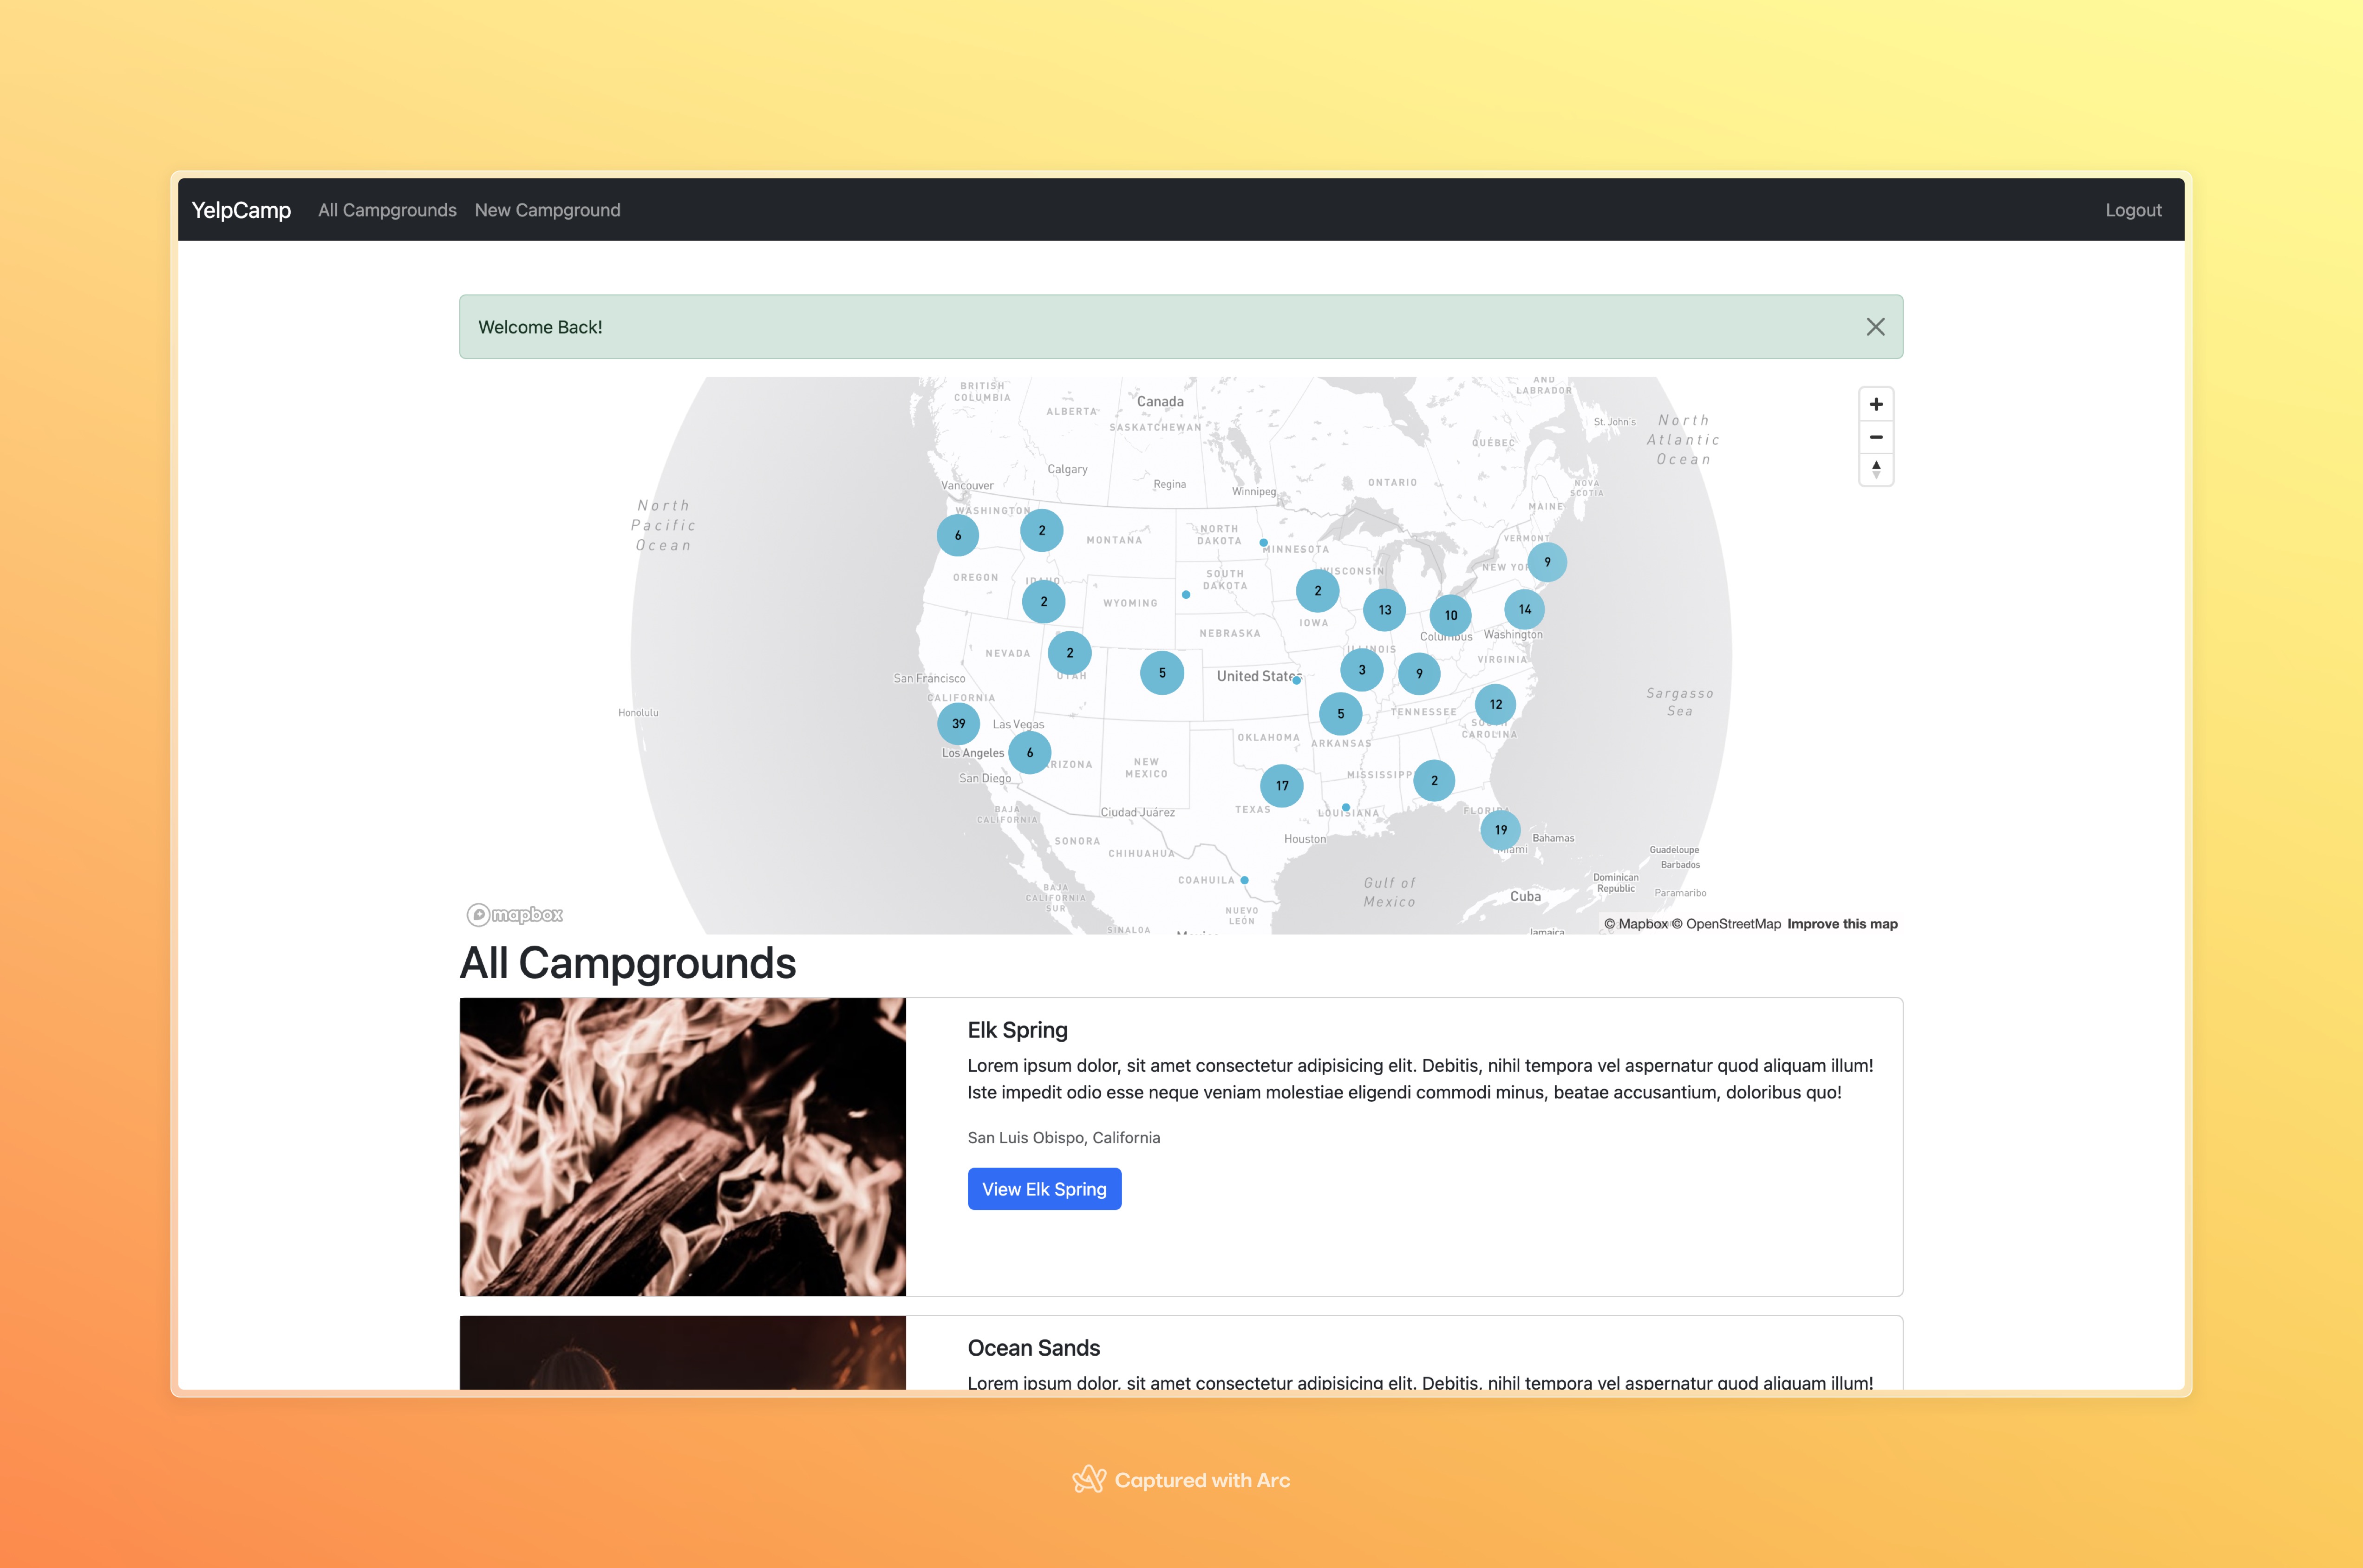 YelpCamp All Campgrounds New Campground Logout
Welcome Back!
BRITISH
COLUMBIA
ALBERTA
Canada
SASKATCHEWAN
AND
LABRADOR
St. John's
North
Atlantic
Ocean
QUÉBEC
Calgary
Vancouver
Regina
Winnipeg
ONTARIO
NOVA
SCOTIA
MAINE
North
Pacific
Ocean
WASHINGTON
6
2
MONTANA
NORTH
DAKOTA
MINNESOTA
VERMONT
9
OREGON
IDAHO
2
WYOMING
SOUTH
DAKOTA
2
WISCONSIN
NEW YO
13
10
14
IOWA
NEBRASKA
Columbus
Washington
NEVADA
2
UTAH
5
ILLINOIS
3
9
VIRGINIA
United States
San Francisco
CALIFORNIA
Honolulu
39
Las Vegas
5
TENNESSEE
12
SOUTH
CAROLINA
Sargasso
Sea
Los Angeles
6
RIZONA
NEW
MEXICO
OKLAHOMA
ARKANSAS
San Diego
17
MISSISSIPP
2
BAJA
CALIFORNIA
Ciudad Juárez
TEXAS
LOUISIANA
FLORIDA
19
Miami
Bahamas
SONORA
CHIHUAHUA
Houston
Guadeloupe
Barbados
COAHUILA
Gulf of
Mexico
Dominican
Republic
Paramaribo
BAJA
CALIFORNIA
SUR
Cuba
NUEVO
LEÓN
SINALOA
Mexico
Jamaica
mapbox
© Mapbox © OpenStreetMap Improve this map
All Campgrounds
Elk Spring
Lorem ipsum dolor, sit amet consectetur adipisicing elit. Debitis, nihil tempora vel aspernatur quod aliquam illum!
Iste impedit odio esse neque veniam molestiae eligendi commodi minus, beatae accusantium, doloribus quo!
San Luis Obispo, California
View Elk Spring
Ocean Sands
Lorem ipsum dolor, sit amet consectetur adipisicing elit. Debitis, nihil tempora vel aspernatur quod aliquam illum!
Captured with Arc